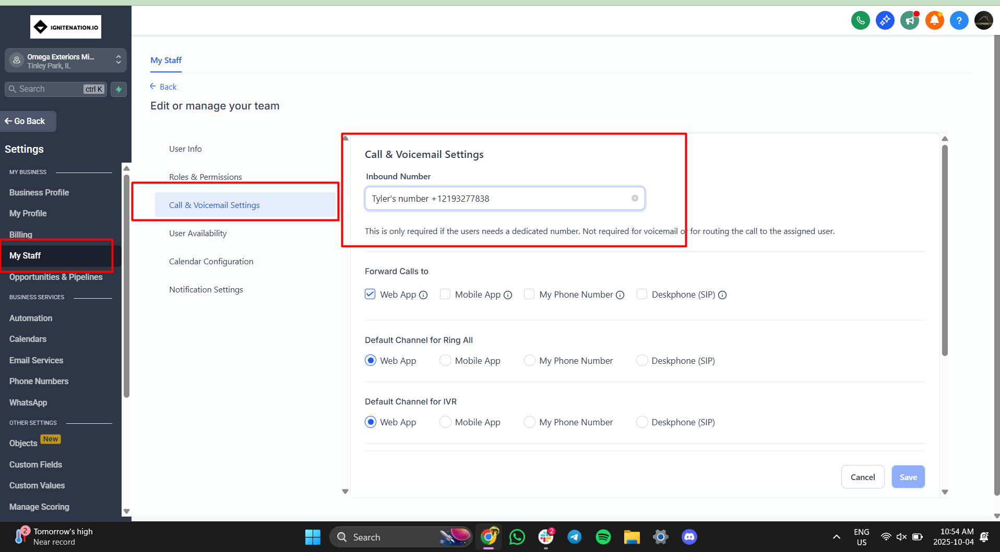 IGNITENATION.IO
Omega Exteriors Mi...
Tinley Park, IL
Search
ctrl K
Go Back
Settings
MY BUSINESS
Business Profile
My Profile
Billing
My Staff
Opportunities & Pipelines
BUSINESS SERVICES
Automation
Calendars
Email Services
Phone Numbers
WhatsApp
OTHER SETTINGS
Objects New
Custom Fields
Custom Values
Manage Scoring
My Staff
Back
Edit or manage your team
User Info
Roles & Permissions
Call & Voicemail Settings
User Availability
Calendar Configuration
Notification Settings
Call & Voicemail Settings
Inbound Number
Tyler's number +12193277838
This is only required if the users needs a dedicated number. Not required for voicemail or for routing the call to the assigned user.
Forward Calls to
Web App Mobile App My Phone Number Deskphone (SIP)
Default Channel for Ring All
Web App Mobile App My Phone Number Deskphone (SIP)
Default Channel for IVR
Web App Mobile App My Phone Number Deskphone (SIP)
Cancel Save
2
Tomorrow's high
Near record
Search
2
ENG
US
10:54 AM
2025-10-04